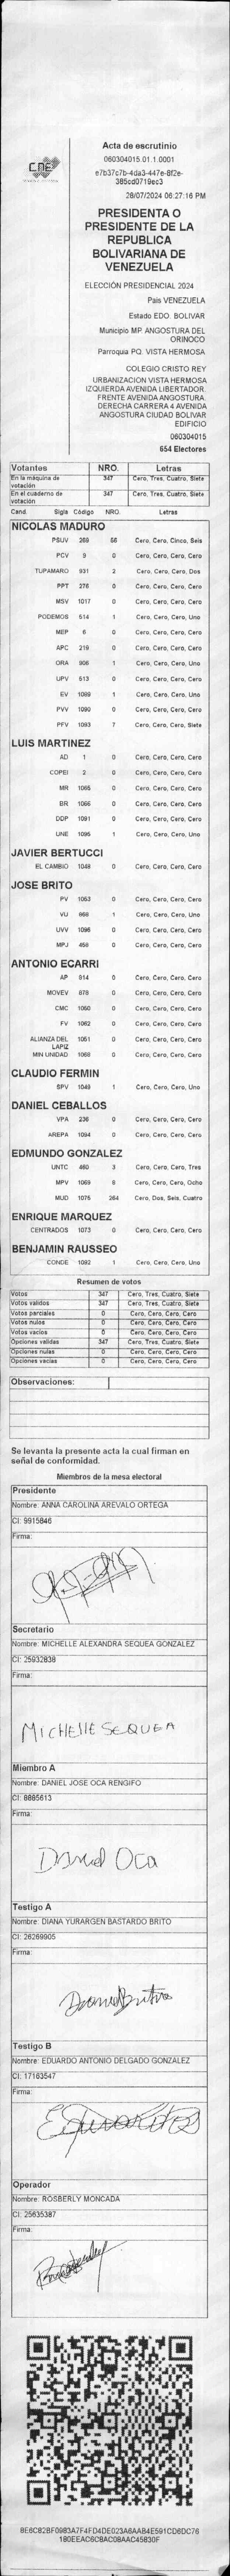 CNE
Acta de escrutinio
060304015.01.1.0001
e7b37c7b-4da3-447e-8f2e-
385cd0719ec3
28/07/2024 06:27:16 PM
PRESIDENTA O
PRESIDENTE DE LA
REPUBLICA
BOLIVARIANA DE
VENEZUELA
ELECCIÓN PRESIDENCIAL 2024
Pais VENEZUELA
Estado EDO. BOLIVAR
Municipio MP. ANGOSTURA DEL
ORINOCO
Parroquia PQ. VISTA HERMOSA
COLEGIO CRISTO REY
URBANIZACION VISTA HERMOSA
IZQUIERDA AVENIDA LIBERTADOR.
FRENTE AVENIDA ANGOSTURA.
DERECHA CARRERA 4 AVENIDA
ANGOSTURA CIUDAD BOLIVAR
EDIFICIO
060304015
654 Electores
Votantes NRO. Letras
En la máquina de votación 347 Cero, Tres, Cuatro, Siete
En el cuaderno de votación 347 Cero, Tres, Cuatro, Siete
Cand. Sigla Código NRO. Letras
NICOLAS MADURO
PSUV 269 56 Cero, Cero, Cinco, Seis
PCV 9 0 Cero, Cero, Cero, Cero
TUPAMARO 931 2 Cero, Cero, Cero, Dos
PPT 276 0 Cero, Cero, Cero, Cero
MSV 1017 0 Cero, Cero, Cero, Cero
PODEMOS 514 1 Cero, Cero, Cero, Uno
MEP 6 0 Cero, Cero, Cero, Cero
APC 219 0 Cero, Cero, Cero, Cero
ORA 906 1 Cero, Cero, Cero, Uno
UPV 513 0 Cero, Cero, Cero, Cero
EV 1089 1 Cero, Cero, Cero, Uno
PVV 1090 0 Cero, Cero, Cero, Cero
PFV 1093 7 Cero, Cero, Cero, Siete
LUIS MARTINEZ
AD 1 0 Cero, Cero, Cero, Cero
COPEI 2 0 Cero, Cero, Cero, Cero
MR 1065 0 Cero, Cero, Cero, Cero
BR 1066 0 Cero, Cero, Cero, Cero
DDP 1091 0 Cero, Cero, Cero, Cero
UNE 1095 1 Cero, Cero, Cero, Uno
JAVIER BERTUCCI
EL CAMBIO 1048 0 Cero, Cero, Cero, Cero
JOSE BRITO
PV 1063 0 Cero, Cero, Cero, Cero
VU 968 1 Cero, Cero, Cero, Uno
UVV 1096 0 Cero, Cero, Cero, Cero
MPJ 458 0 Cero, Cero, Cero, Cero
ANTONIO ECARRI
AP 914 0 Cero, Cero, Cero, Cero
MOVEV 878 0 Cero, Cero, Cero, Cero
CMC 1050 0 Cero, Cero, Cero, Cero
FV 1062 0 Cero, Cero, Cero, Cero
ALIANZA DEL LAPIZ 1051 0 Cero, Cero, Cero, Cero
MIN UNIDAD 1068 0 Cero, Cero, Cero, Cero
CLAUDIO FERMIN
SPV 1049 1 Cero, Cero, Cero, Uno
DANIEL CEBALLOS
VPA 236 0 Cero, Cero, Cero, Cero
AREPA 1094 0 Cero, Cero, Cero, Cero
EDMUNDO GONZALEZ
UNTC 480 3 Cero, Cero, Cero, Tres
MPV 1069 8 Cero, Cero, Cero, Ocho
MUD 1075 264 Cero, Dos, Seis, Cuatro
ENRIQUE MARQUEZ
CENTRADOS 1073 0 Cero, Cero, Cero, Cero
BENJAMIN RAUSSEO
CONDE 1092 1 Cero, Cero, Cero, Uno
Resumen de votos
Votos 347 Cero, Tres, Cuatro, Siete
Votos validos 347 Cero, Tres, Cuatro, Siete
Votos parciales 0 Cero, Cero, Cero, Cero
Votos nulos 0 Cero, Cero, Cero, Cero
Votos vacios 0 Cero, Cero, Cero, Cero
Opciones validas 347 Cero, Tres, Cuatro, Siete
Opciones nulas 0 Cero, Cero, Cero, Cero
Opciones vacias 0 Cero, Cero, Cero, Cero
Observaciones:
Se levanta la presente acta la cual firman en
señal de conformidad.
Miembros de la mesa electoral
Presidente
Nombre: ANNA CAROLINA AREVALO ORTEGA
CI: 9915846
Firma:
Secretario
Nombre: MICHELLE ALEXANDRA SEQUEA GONZALEZ
CI: 25932838
Firma:
MICHEllE SEQUEA
Miembro A
Nombre: DANIEL JOSE OCA RENGIFO
CI: 8885613
Firma:
Daniel Oca
Testigo A
Nombre: DIANA YURARGEN BASTARDO BRITO
CI: 26269905
Firma:
Testigo B
Nombre: EDUARDO ANTONIO DELGADO GONZALEZ
CI: 17163547
Firma:
Operador
Nombre: ROSBERLY MONCADA
CI: 25635387
Firma:
8E6C82BF0983A7F4FD4DE023A6AAB4E591CD6DC76
180EEAC6C8AC08AAC45830F